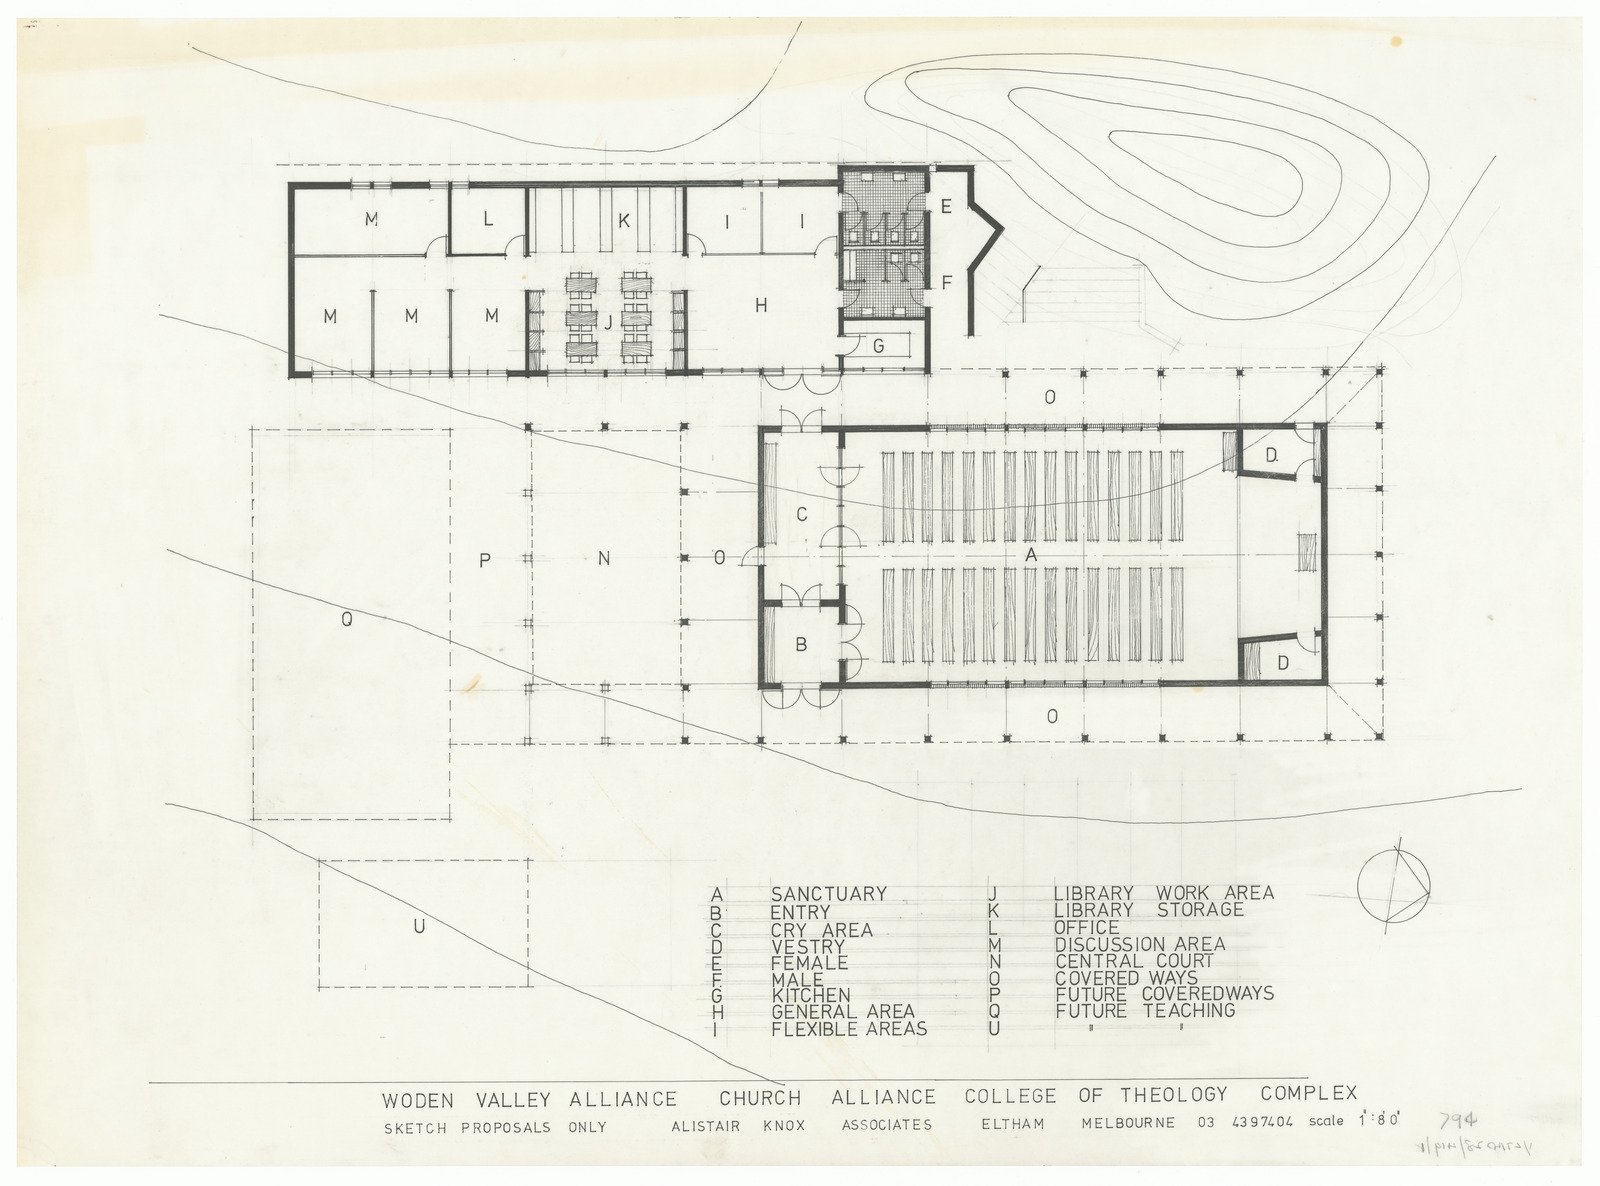 M L K I I E
F
M M M J H G
O
D
C
P N O A
Q
B
D
O
U
A SANCTUARY
B ENTRY
C CRY AREA
D VESTRY
E FEMALE
F MALE
G KITCHEN
H GENERAL AREA
I FLEXIBLE AREAS
J LIBRARY WORK AREA
K LIBRARY STORAGE
L OFFICE
M DISCUSSION AREA
N CENTRAL COURT
O COVERED WAYS
P FUTURE COVEREDWAYS
Q FUTURE TEACHING
U " "
WODEN VALLEY ALLIANCE CHURCH ALLIANCE COLLEGE OF THEOLOGY COMPLEX
SKETCH PROPOSALS ONLY ALISTAIR KNOX ASSOCIATES ELTHAM MELBOURNE 03 4397404 scale 1":8'0"
794